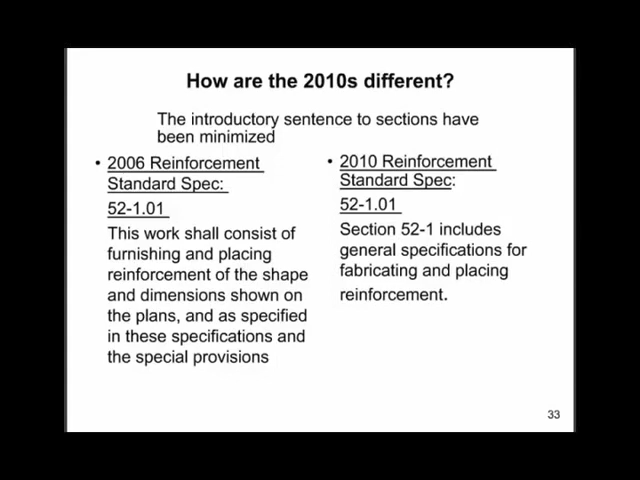 How are the 2010s different?
The introductory sentence to sections have
been minimized
• 2006 Reinforcement
Standard Spec:
52-1.01
This work shall consist of
furnishing and placing
reinforcement of the shape
and dimensions shown on
the plans, and as specified
in these specifications and
the special provisions
• 2010 Reinforcement
Standard Spec:
52-1.01
Section 52-1 includes
general specifications for
fabricating and placing
reinforcement.
33